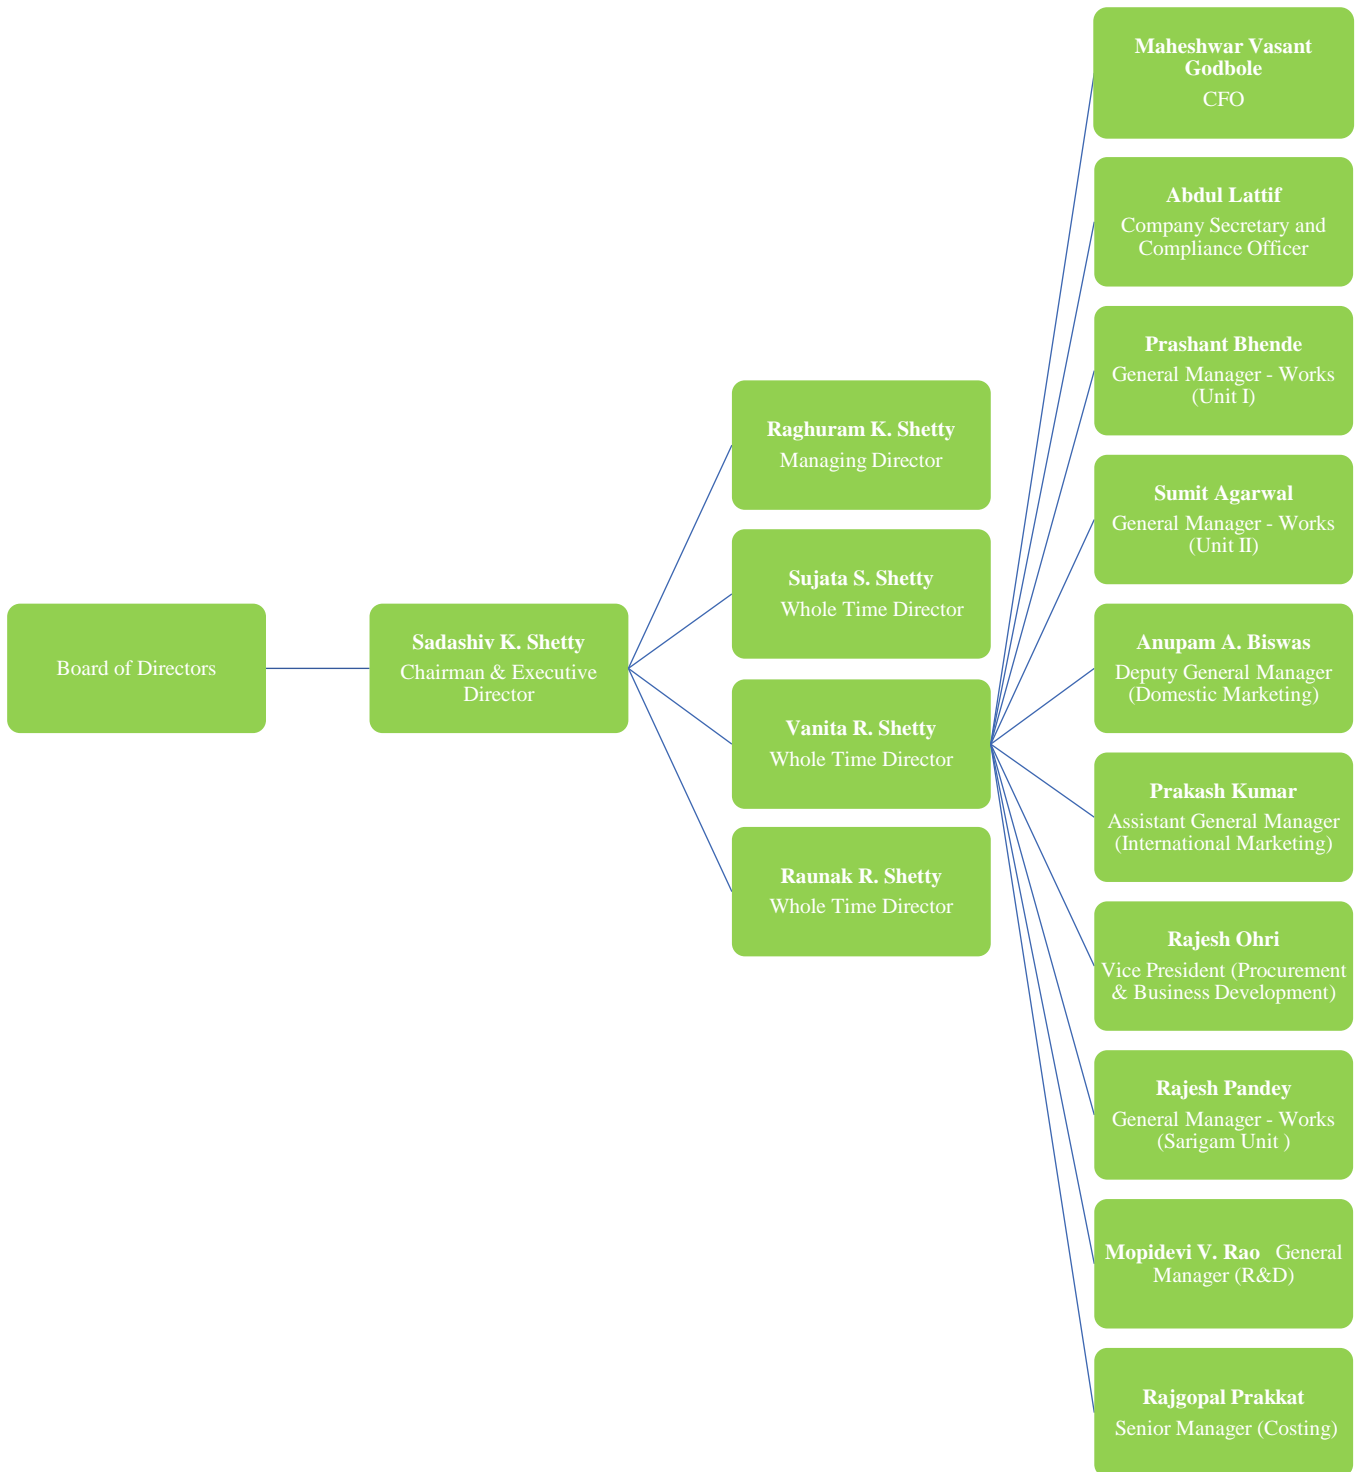 Board of Directors
Sadashiv K. Shetty
Chairman & Executive
Director
Raghuram K. Shetty
Managing Director
Sujata S. Shetty
Whole Time Director
Vanita R. Shetty
Whole Time Director
Raunak R. Shetty
Whole Time Director
Maheshwar Vasant
Godbole
CFO
Abdul Lattif
Company Secretary and
Compliance Officer
Prashant Bhende
General Manager - Works
(Unit I)
Sumit Agarwal
General Manager - Works
(Unit II)
Anupam A. Biswas
Deputy General Manager
(Domestic Marketing)
Prakash Kumar
Assistant General Manager
(International Marketing)
Rajesh Ohri
Vice President (Procurement
& Business Development)
Rajesh Pandey
General Manager - Works
(Sarigam Unit )
Mopidevi V. Rao General
Manager (R&D)
Rajgopal Prakkat
Senior Manager (Costing)